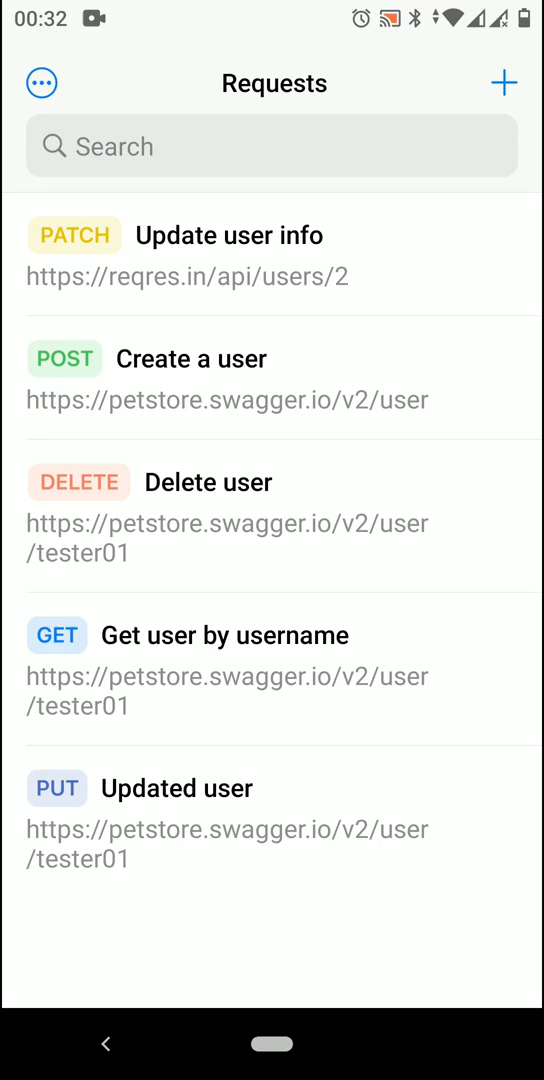 00:32
Requests
Search
PATCH Update user info
https://reqres.in/api/users/2
POST Create a user
https://petstore.swagger.io/v2/user
DELETE Delete user
https://petstore.swagger.io/v2/user
/tester01
GET Get user by username
https://petstore.swagger.io/v2/user
/tester01
PUT Updated user
https://petstore.swagger.io/v2/user
/tester01